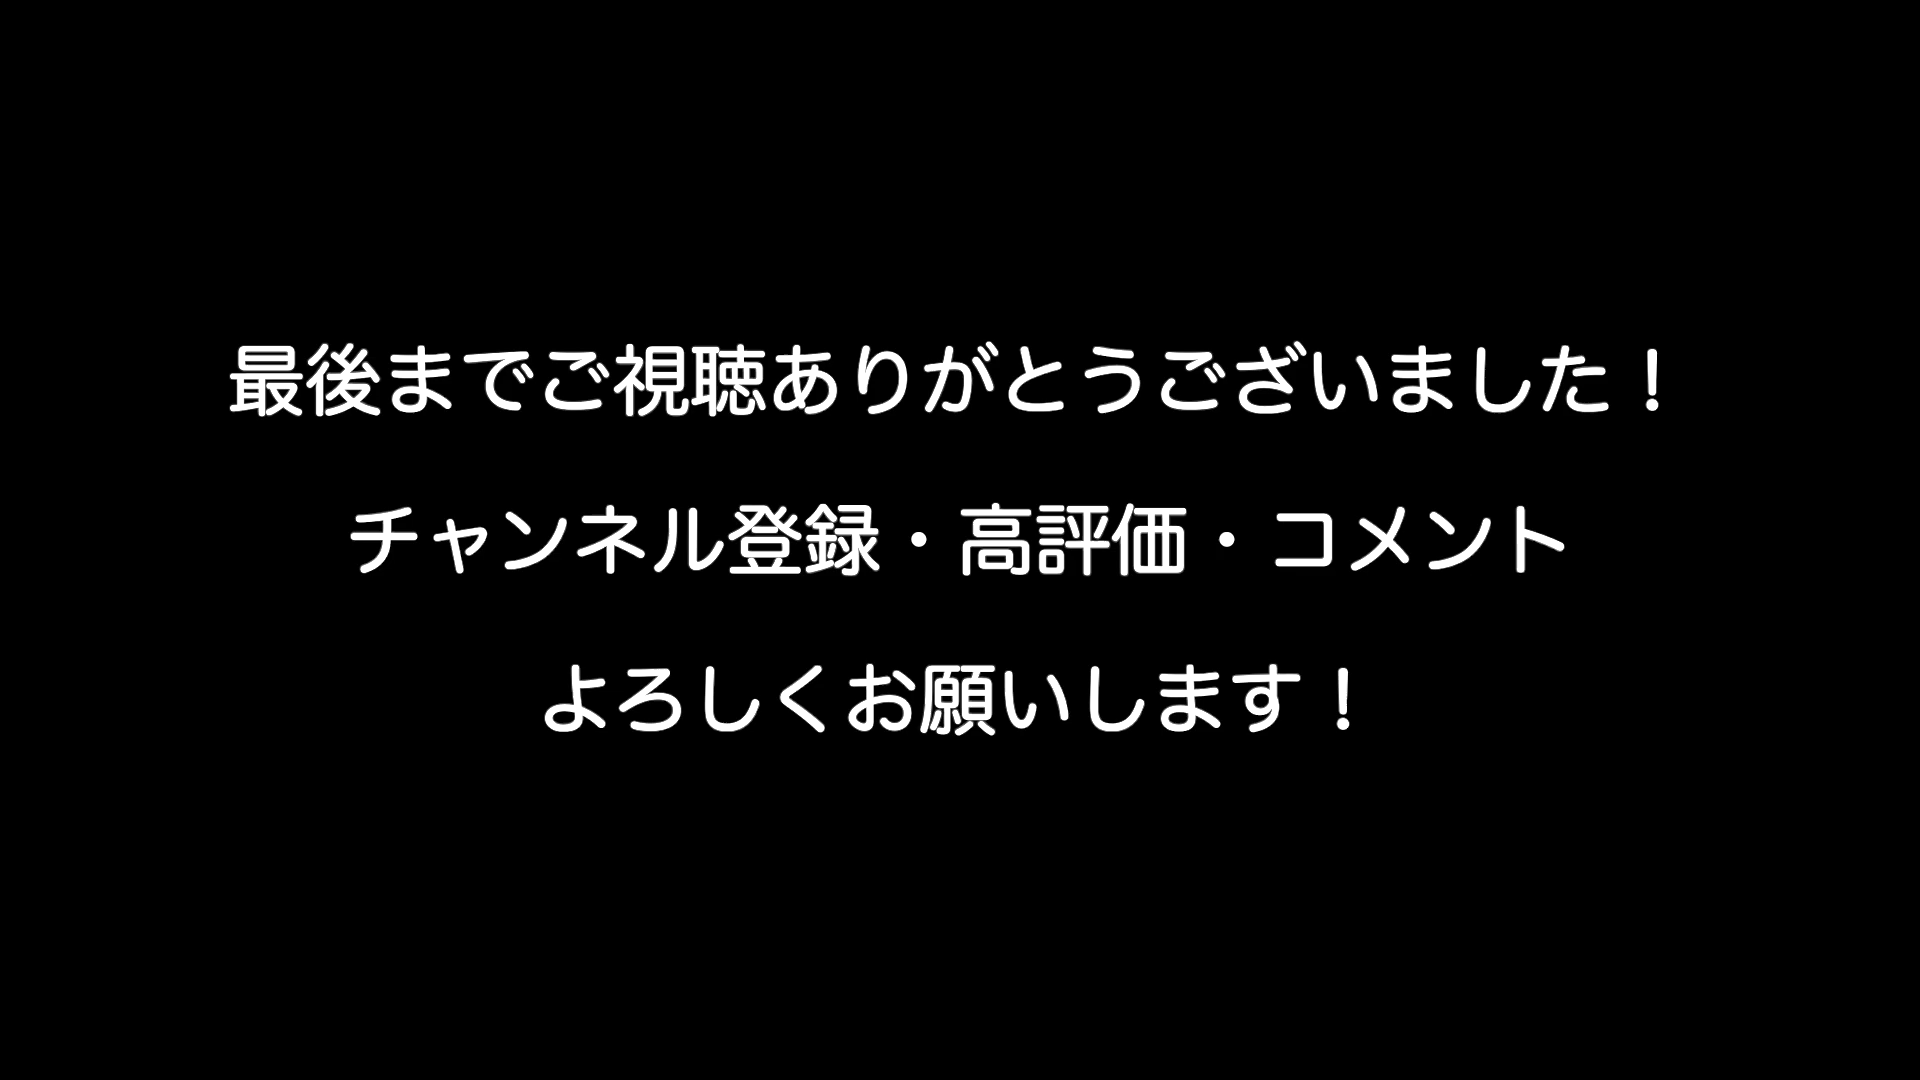 最後までご視聴ありがとうございました！
チャンネル登録・高評価・コメント
よろしくお願いします！